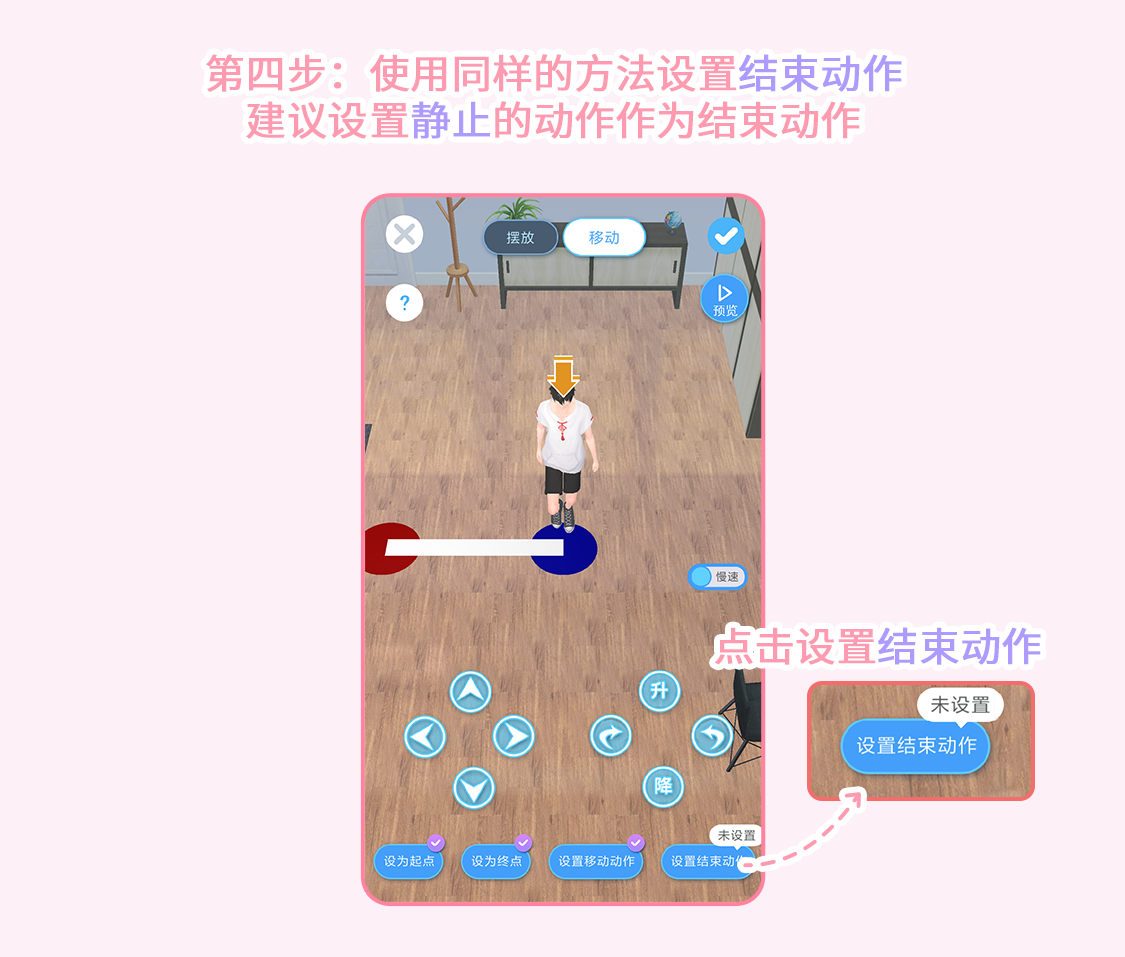 第四步：使用同样的方法设置结束动作
建议设置静止的动作作为结束动作
摆放
移动
?
预览
慢速
点击设置结束动作
未设置
设置结束动作
升
降
未设置
设为起点
设为终点
设置移动动作
设置结束动作